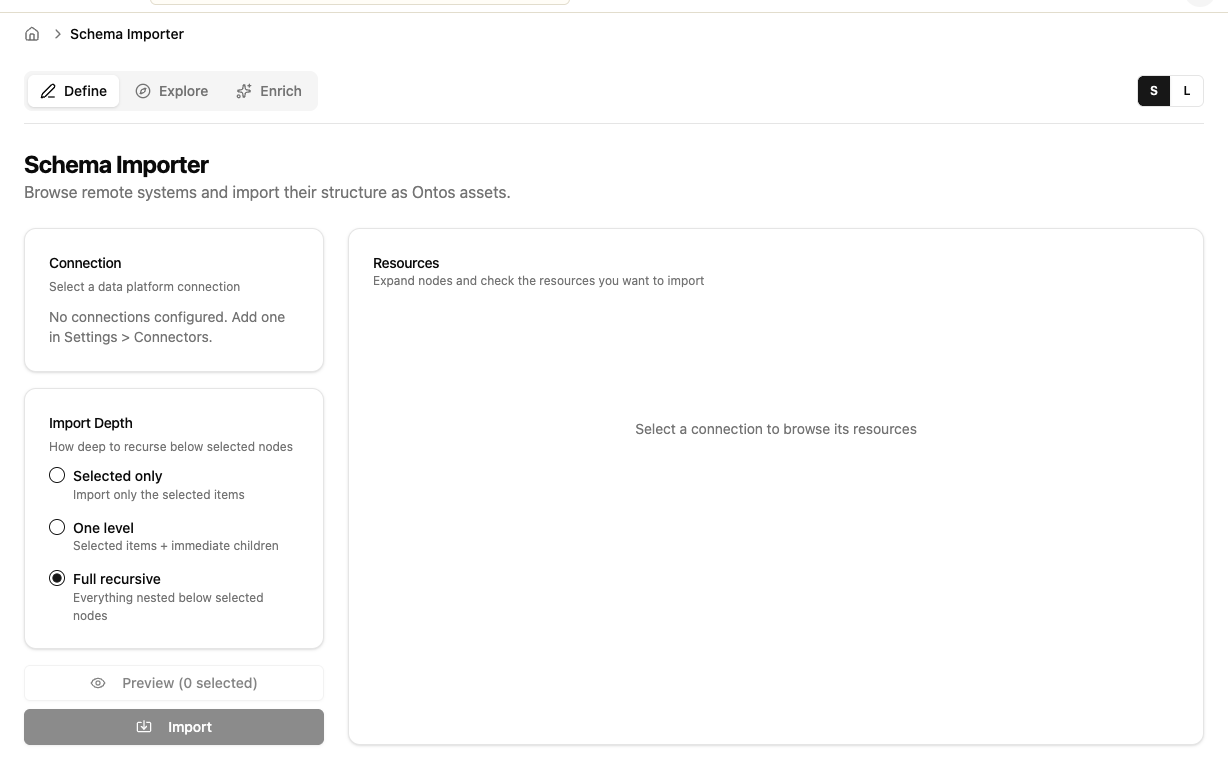 Schema Importer
Define
Explore
Enrich
S
L
Schema Importer
Browse remote systems and import their structure as Ontos assets.
Connection
Select a data platform connection
No connections configured. Add one
in Settings > Connectors.
Import Depth
How deep to recurse below selected nodes
Selected only
Import only the selected items
One level
Selected items + immediate children
Full recursive
Everything nested below selected
nodes
Preview (0 selected)
Import
Resources
Expand nodes and check the resources you want to import
Select a connection to browse its resources